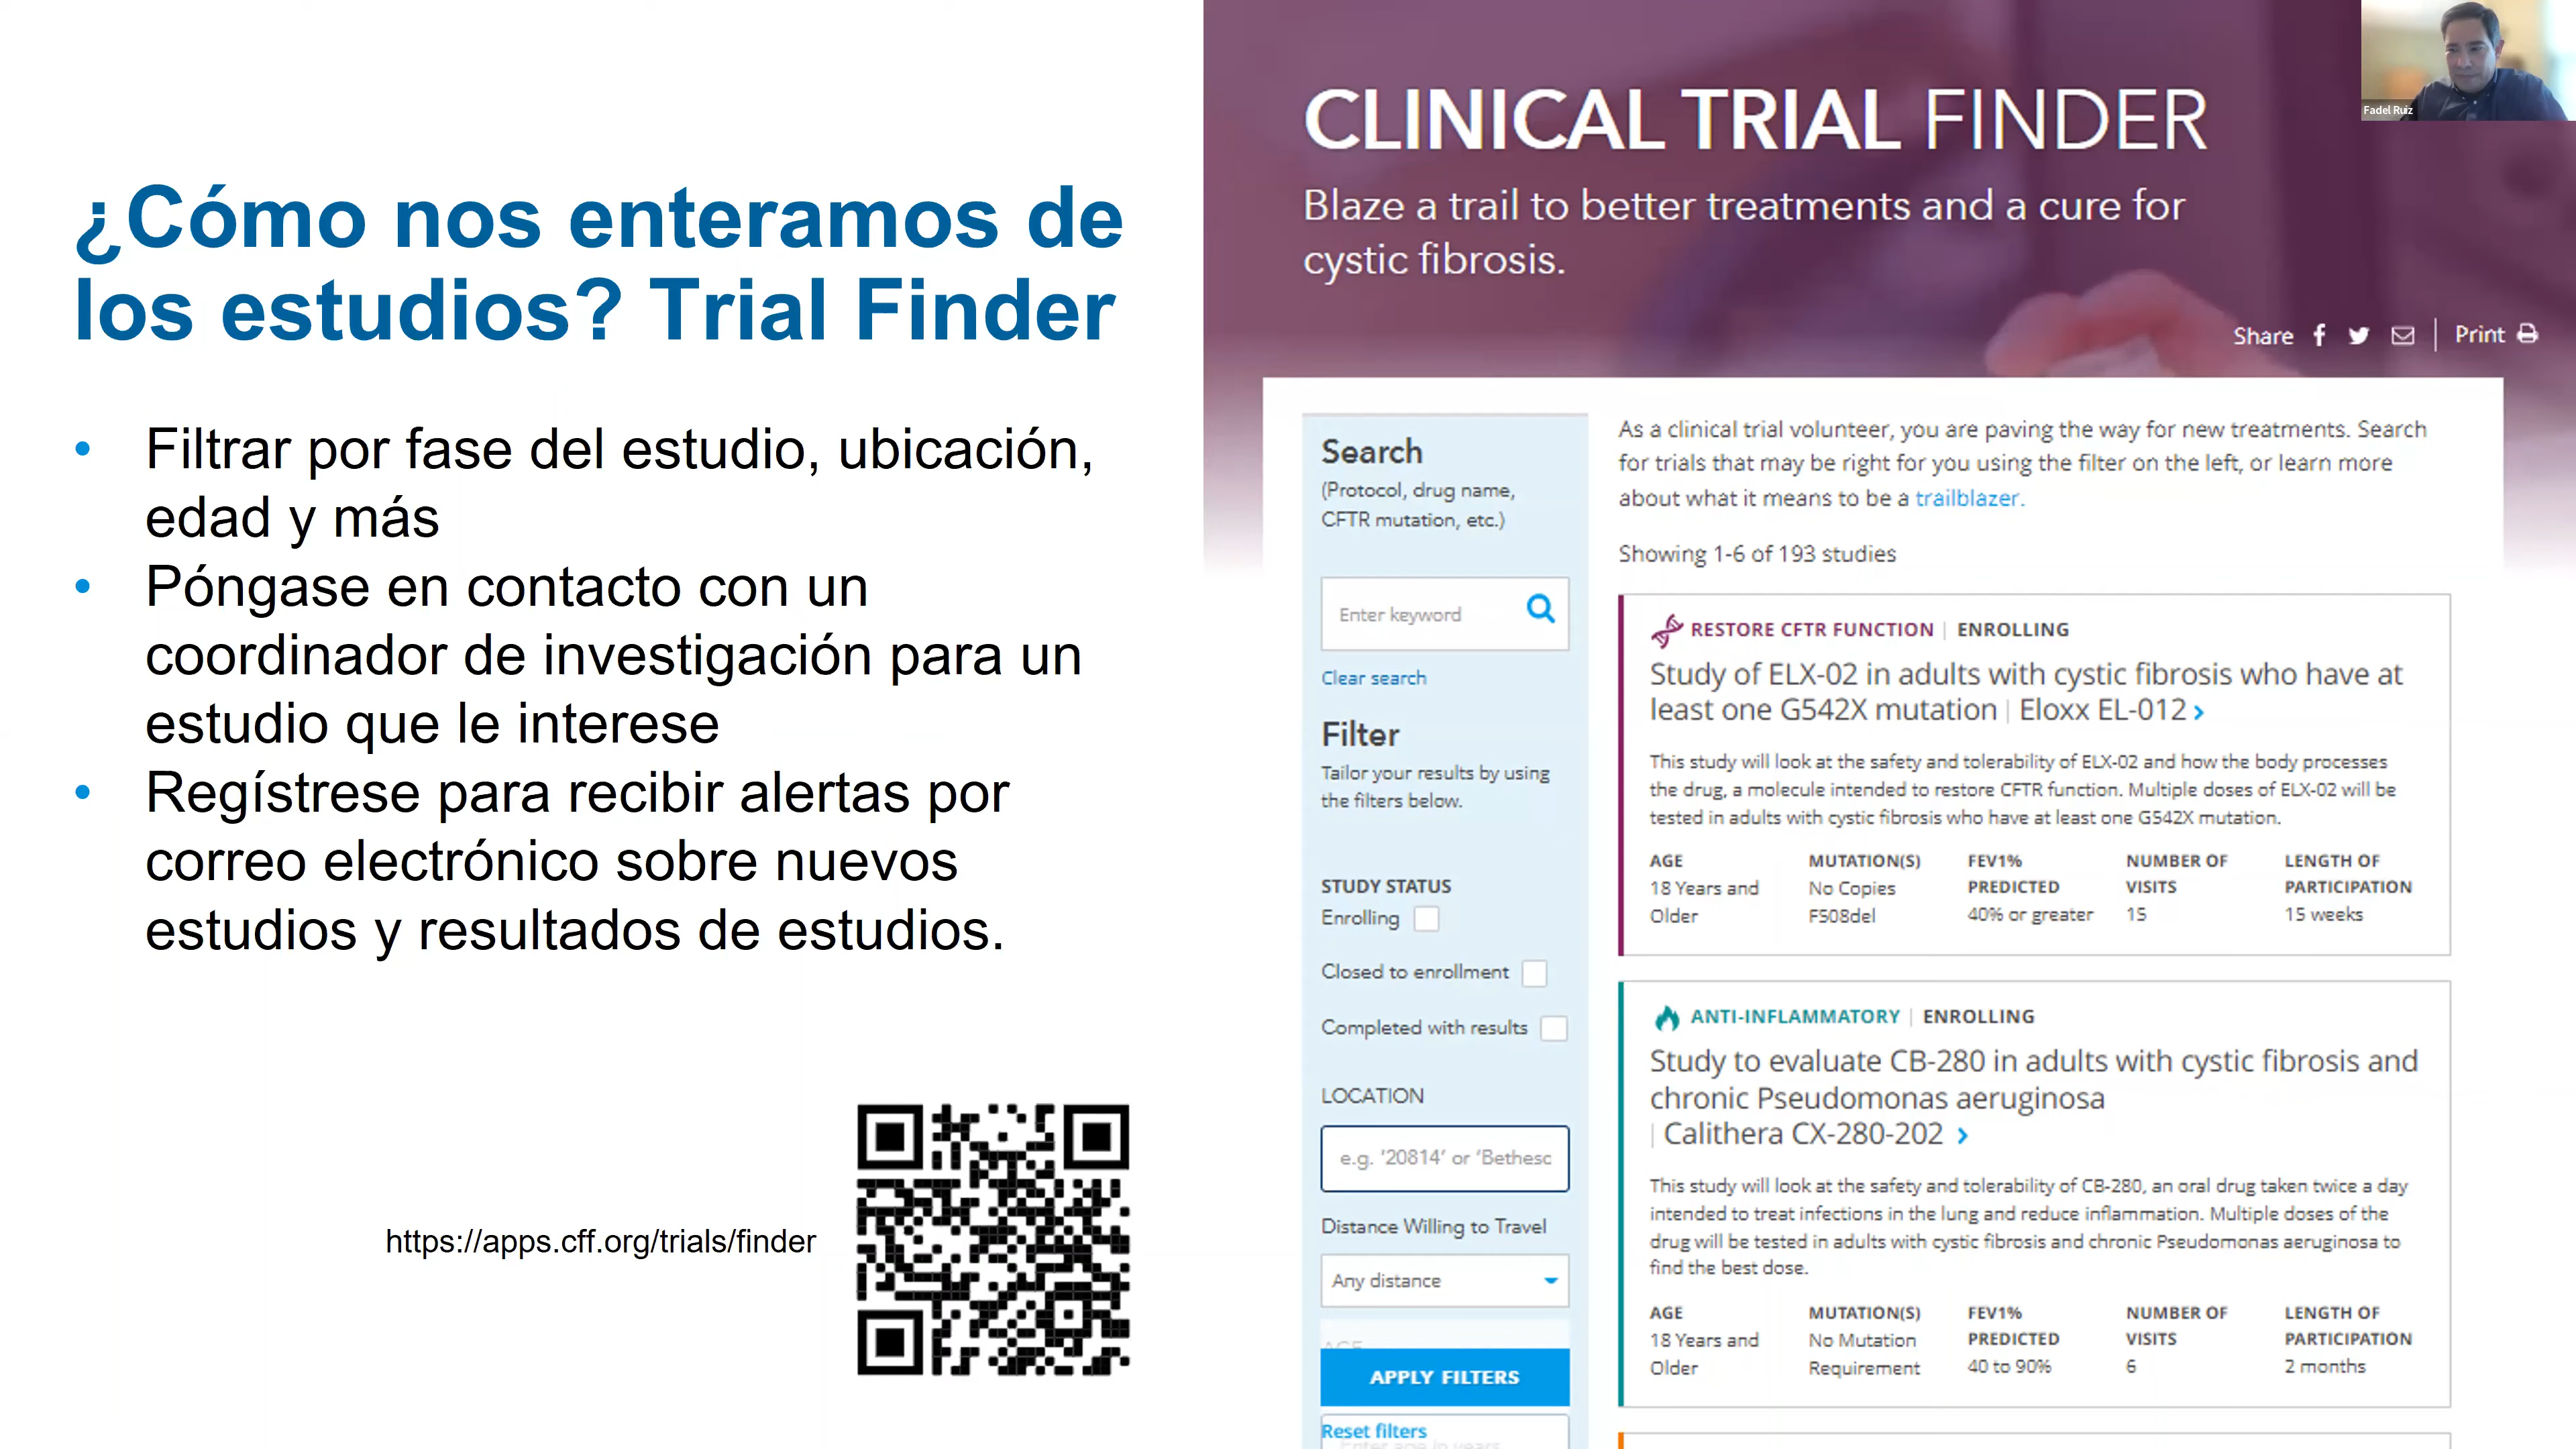 ¿Cómo nos enteramos de
los estudios? Trial Finder
• Filtrar por fase del estudio, ubicación,
edad y más
• Póngase en contacto con un
coordinador de investigación para un
estudio que le interese
• Regístrese para recibir alertas por
correo electrónico sobre nuevos
estudios y resultados de estudios.
https://apps.cff.org/trials/finder
CLINICAL TRIAL FINDER
Blaze a trail to better treatments and a cure for
cystic fibrosis.
Fadel Ruiz
Share | Print
Search
(Protocol, drug name,
CFTR mutation, etc.)
Enter keyword
Clear search
Filter
Tailor your results by using
the filters below.
STUDY STATUS
Enrolling
Closed to enrollment
Completed with results
LOCATION
e.g. '20814' or 'Bethesc
Distance Willing to Travel
Any distance
AGE
APPLY FILTERS
Reset filters
Enter age in years
As a clinical trial volunteer, you are paving the way for new treatments. Search
for trials that may be right for you using the filter on the left, or learn more
about what it means to be a trailblazer.
Showing 1-6 of 193 studies
RESTORE CFTR FUNCTION | ENROLLING
Study of ELX-02 in adults with cystic fibrosis who have at
least one G542X mutation | Eloxx EL-012 >
This study will look at the safety and tolerability of ELX-02 and how the body processes
the drug, a molecule intended to restore CFTR function. Multiple doses of ELX-02 will be
tested in adults with cystic fibrosis who have at least one G542X mutation.
AGE MUTATION(S) FEV1% NUMBER OF LENGTH OF
PREDICTED VISITS PARTICIPATION
18 Years and No Copies
40% or greater 15 15 weeks
Older F508del
ANTI-INFLAMMATORY | ENROLLING
Study to evaluate CB-280 in adults with cystic fibrosis and
chronic Pseudomonas aeruginosa
| Calithera CX-280-202 >
This study will look at the safety and tolerability of CB-280, an oral drug taken twice a day
intended to treat infections in the lung and reduce inflammation. Multiple doses of the
drug will be tested in adults with cystic fibrosis and chronic Pseudomonas aeruginosa to
find the best dose.
AGE MUTATION(S) FEV1% NUMBER OF LENGTH OF
PREDICTED VISITS PARTICIPATION
18 Years and No Mutation
40 to 90% 6 2 months
Older Requirement